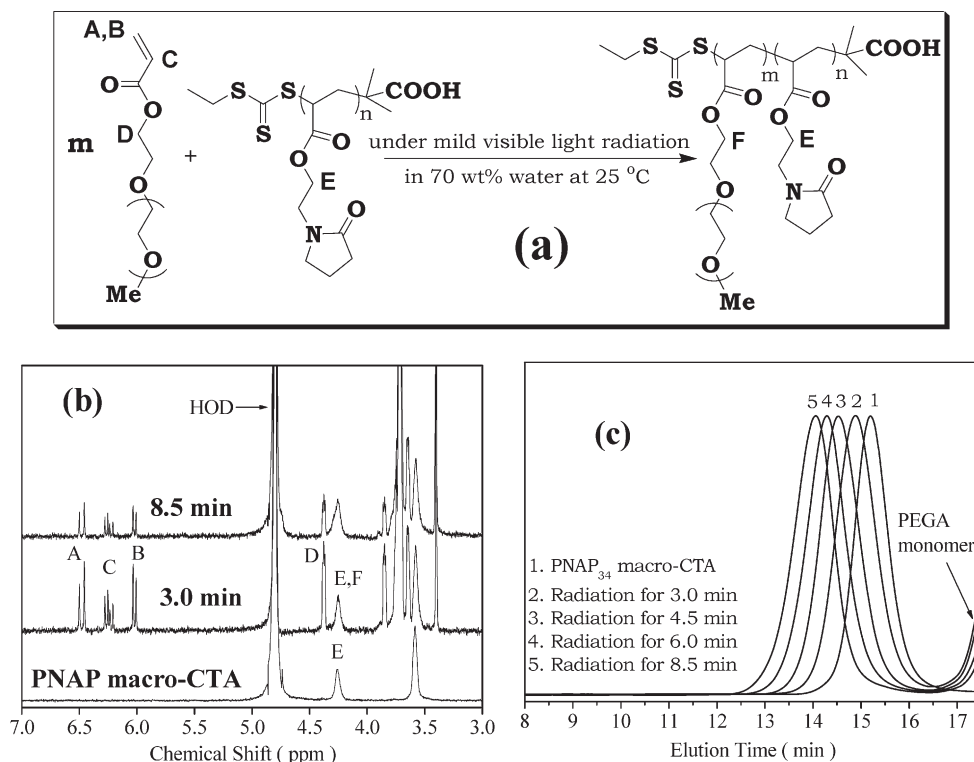 A,B
C
O
O
D
m
O
O
Me
+
S
S
S
n
COOH
O
O
E
N
O
under mild visible light radiation
in 70 wt% water at 25 °C
S
S
S
m
n
COOH
O
O
O
O
F
E
O
N
O
O
Me
(a)
(b)
HOD
8.5 min
A
C
B
D
E,F
3.0 min
E
PNAP macro-CTA
7.0 6.5 6.0 5.5 5.0 4.5 4.0 3.5 3.0
Chemical Shift ( ppm )
(c)
5 4 3 2 1
PEGA
monomer
1. PNAP34 macro-CTA
2. Radiation for 3.0 min
3. Radiation for 4.5 min
4. Radiation for 6.0 min
5. Radiation for 8.5 min
8 9 10 11 12 13 14 15 16 17
Elution Time ( min )